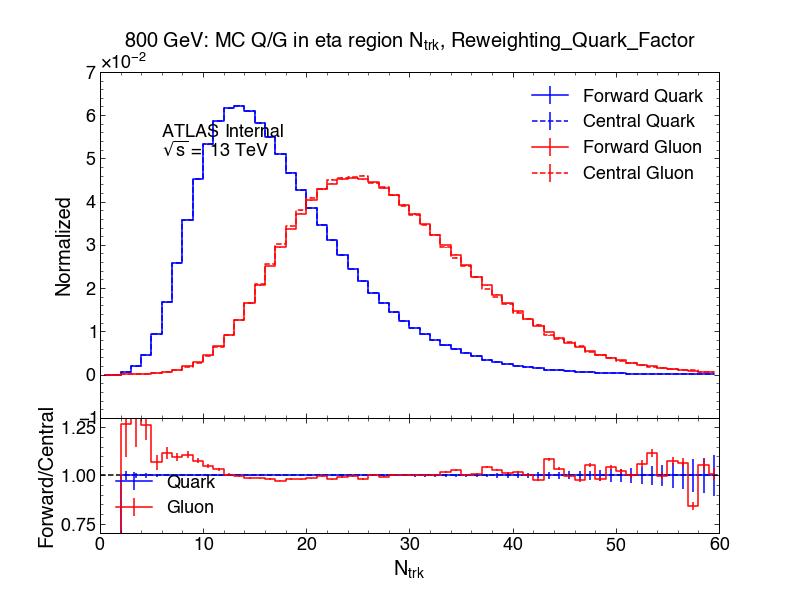 800 GeV: MC Q/G in eta region Ntrk, Reweighting_Quark_Factor
×10−2
7
6
5
4
3
2
1
0
−1
Normalized
ATLAS Internal
√s = 13 TeV
Forward Quark
Central Quark
Forward Gluon
Central Gluon
1.25
1.00
0.75
Forward/Central
Quark
Gluon
0 10 20 30 40 50 60
Ntrk